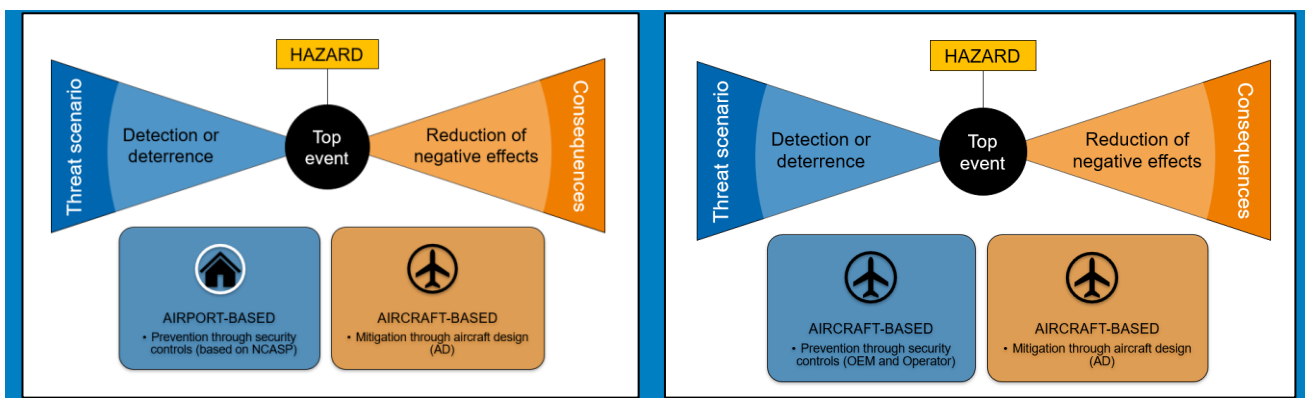 HAZARD
Threat scenario
Detection or
deterrence
Top
event
Reduction of
negative effects
Consequences
AIRPORT-BASED
• Prevention through security
controls (based on NCASP)
AIRCRAFT-BASED
• Mitigation through aircraft design
(AD)
HAZARD
Threat scenario
Detection or
deterrence
Top
event
Reduction of
negative effects
Consequences
AIRCRAFT-BASED
• Prevention through security
controls (OEM and Operator)
AIRCRAFT-BASED
• Mitigation through aircraft design
(AD)